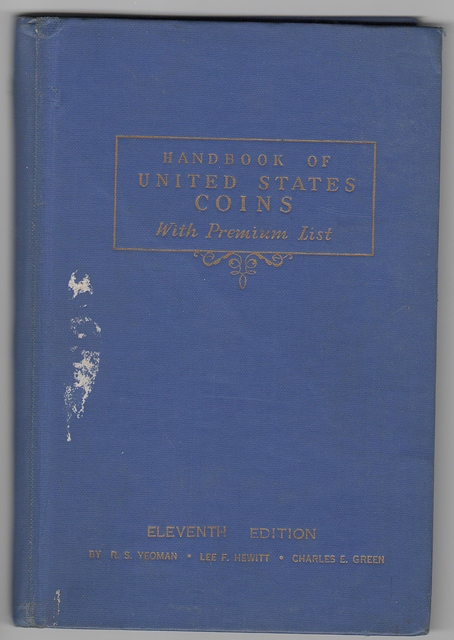 HANDBOOK OF
UNITED STATES
COINS
With Premium List
ELEVENTH EDITION
BY R. S. YEOMAN • LEE F. HEWITT • CHARLES E. GREEN